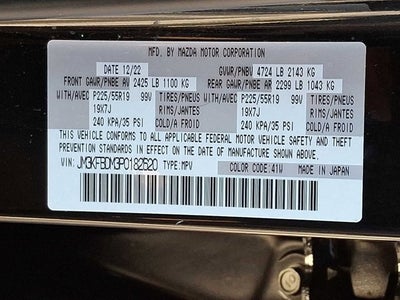 MFD. BY MAZDA MOTOR CORPORATION
DATE 12/22 GVWR/PNBV 4724 LB 2143 KG
FRONT GAWR/PNBE AV 2425 LB 1100 KG REAR GAWR/PNBE AR 2299 LB 1043 KG
WITH/AVEC P225/55R19 99V TIRES/PNEUS WITH/AVEC P225/55R19 99V TIRES/PNEUS
19X7J RIMS/JANTES 19X7J RIMS/JANTES
240 KPA/35 PSI COLD/A FROID 240 KPA/35 PSI COLD/A FROID
THIS VEHICLE CONFORMS TO ALL APPLICABLE FEDERAL MOTOR VEHICLE SAFETY AND THEFT
PREVENTION STANDARDS IN EFFECT ON THE DATE OF MANUFACTURE SHOWN ABOVE.
VIN: JM3KFBDM3P0182520 TYPE:MPV COLOR CODE:41W MADE IN JAPAN